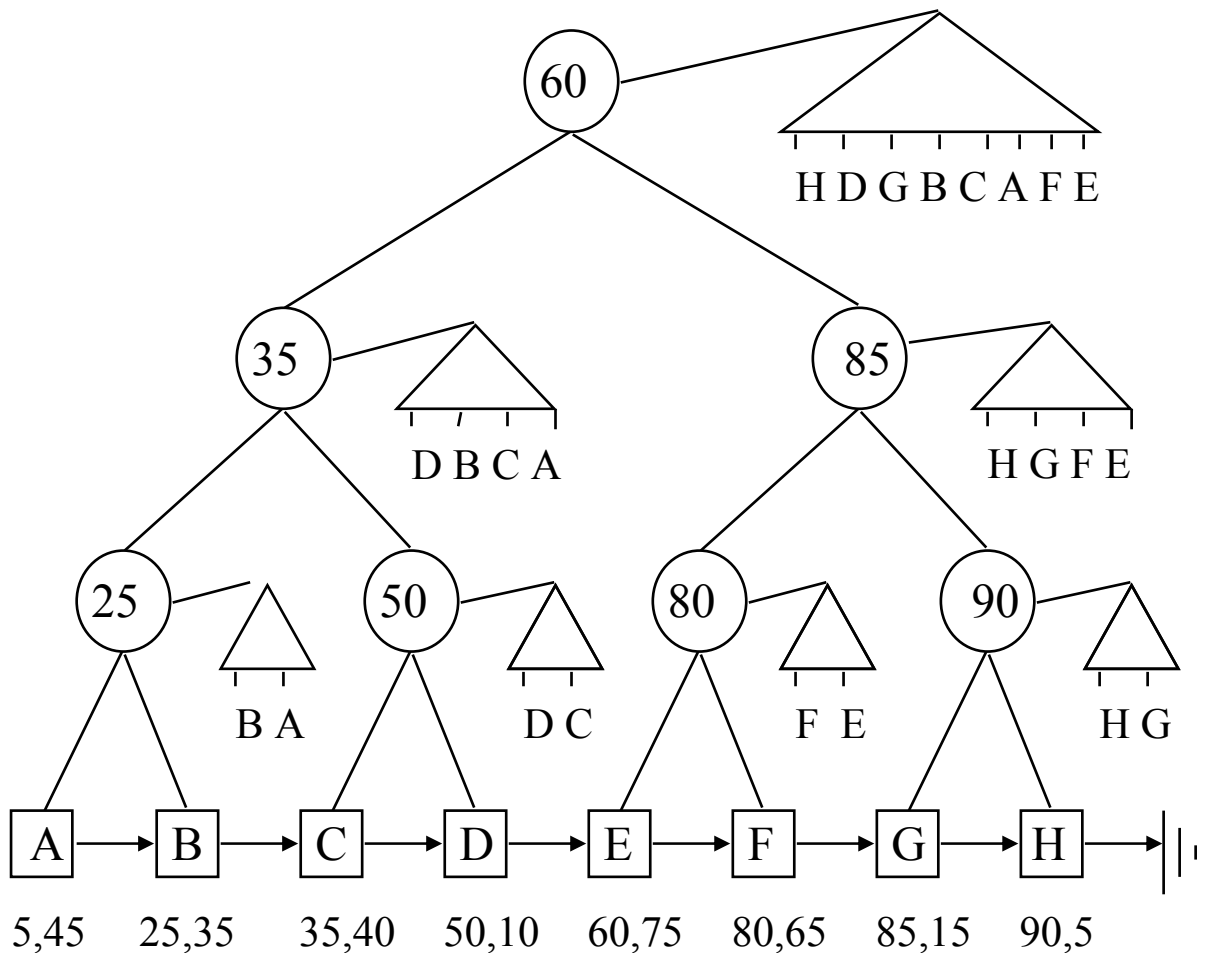 60
H D G B C A F E
35
85
D B C A
H G F E
25
50
80
90
B A
D C
F E
H G
A B C D E F G H
5,45 25,35 35,40 50,10 60,75 80,65 85,15 90,5